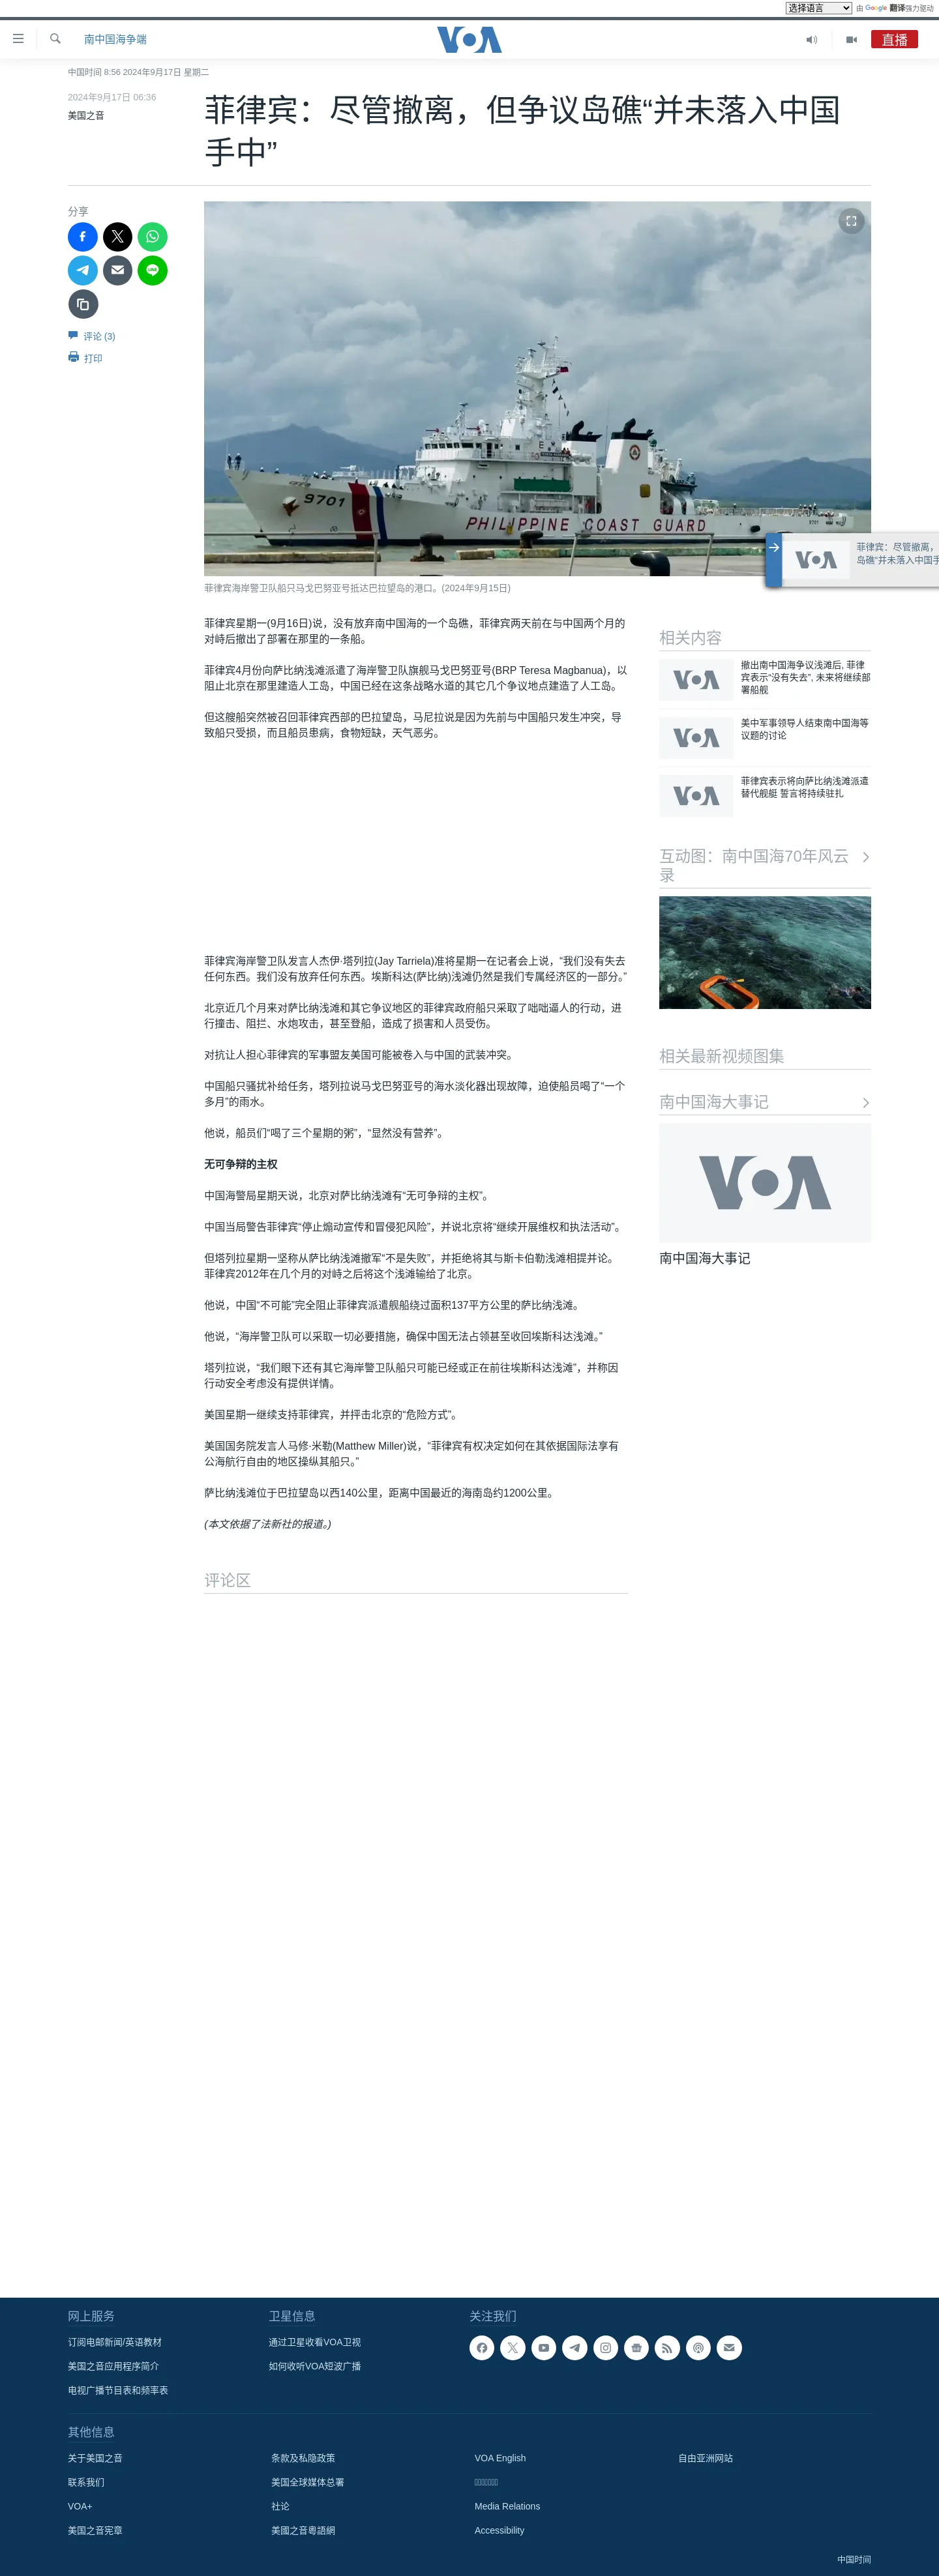 选择语言 由 Google 翻译强力驱动
南中国海争端
VOA
直播
中国时间 8:56 2024年9月17日 星期二
2024年9月17日 06:36
美国之音
菲律宾：尽管撤离，但争议岛礁“并未落入中国
手中”
分享
评论 (3)
打印
9701
PHILIPPINE COAST GUARD
8701
菲律宾：尽管撤离，
岛礁“并未落入中国手
VOA
菲律宾海岸警卫队船只马戈巴努亚号抵达巴拉望岛的港口。(2024年9月15日)
菲律宾星期一(9月16日)说，没有放弃南中国海的一个岛礁，菲律宾两天前在与中国两个月的
对峙后撤出了部署在那里的一条船。
菲律宾4月份向萨比纳浅滩派遣了海岸警卫队旗舰马戈巴努亚号(BRP Teresa Magbanua)，以
阻止北京在那里建造人工岛，中国已经在这条战略水道的其它几个争议地点建造了人工岛。
但这艘船突然被召回菲律宾西部的巴拉望岛，马尼拉说是因为先前与中国船只发生冲突，导
致船只受损，而且船员患病，食物短缺，天气恶劣。
菲律宾海岸警卫队发言人杰伊·塔列拉(Jay Tarriela)准将星期一在记者会上说，“我们没有失去
任何东西。我们没有放弃任何东西。埃斯科达(萨比纳)浅滩仍然是我们专属经济区的一部分。”
北京近几个月来对萨比纳浅滩和其它争议地区的菲律宾政府船只采取了咄咄逼人的行动，进
行撞击、阻拦、水炮攻击，甚至登船，造成了损害和人员受伤。
对抗让人担心菲律宾的军事盟友美国可能被卷入与中国的武装冲突。
中国船只骚扰补给任务，塔列拉说马戈巴努亚号的海水淡化器出现故障，迫使船员喝了“一个
多月”的雨水。
他说，船员们“喝了三个星期的粥”，“显然没有营养”。
无可争辩的主权
中国海警局星期天说，北京对萨比纳浅滩有“无可争辩的主权”。
中国当局警告菲律宾“停止煽动宣传和冒侵犯风险”，并说北京将“继续开展维权和执法活动”。
但塔列拉星期一坚称从萨比纳浅滩撤军“不是失败”，并拒绝将其与斯卡伯勒浅滩相提并论。
菲律宾2012年在几个月的对峙之后将这个浅滩输给了北京。
他说，中国“不可能”完全阻止菲律宾派遣舰船绕过面积137平方公里的萨比纳浅滩。
他说，“海岸警卫队可以采取一切必要措施，确保中国无法占领甚至收回埃斯科达浅滩。”
塔列拉说，“我们眼下还有其它海岸警卫队船只可能已经或正在前往埃斯科达浅滩”，并称因
行动安全考虑没有提供详情。
美国星期一继续支持菲律宾，并抨击北京的“危险方式”。
美国国务院发言人马修·米勒(Matthew Miller)说，”菲律宾有权决定如何在其依据国际法享有
公海航行自由的地区操纵其船只。”
萨比纳浅滩位于巴拉望岛以西140公里，距离中国最近的海南岛约1200公里。
(本文依据了法新社的报道。)
评论区
相关内容
VOA
撤出南中国海争议浅滩后, 菲律
宾表示“没有失去”, 未来将继续部
署船舰
VOA
美中军事领导人结束南中国海等
议题的讨论
VOA
菲律宾表示将向萨比纳浅滩派遣
替代舰艇 誓言将持续驻扎
互动图：南中国海70年风云
录
相关最新视频图集
南中国海大事记
VOA
南中国海大事记
网上服务
订阅电邮新闻/英语教材
美国之音应用程序简介
电视广播节目表和频率表
卫星信息
通过卫星收看VOA卫视
如何收听VOA短波广播
关注我们
其他信息
关于美国之音
联系我们
VOA+
美国之音宪章
条款及私隐政策
美国全球媒体总署
社论
美國之音粵語網
VOA English
Media Relations
Accessibility
自由亚洲网站
中国时间